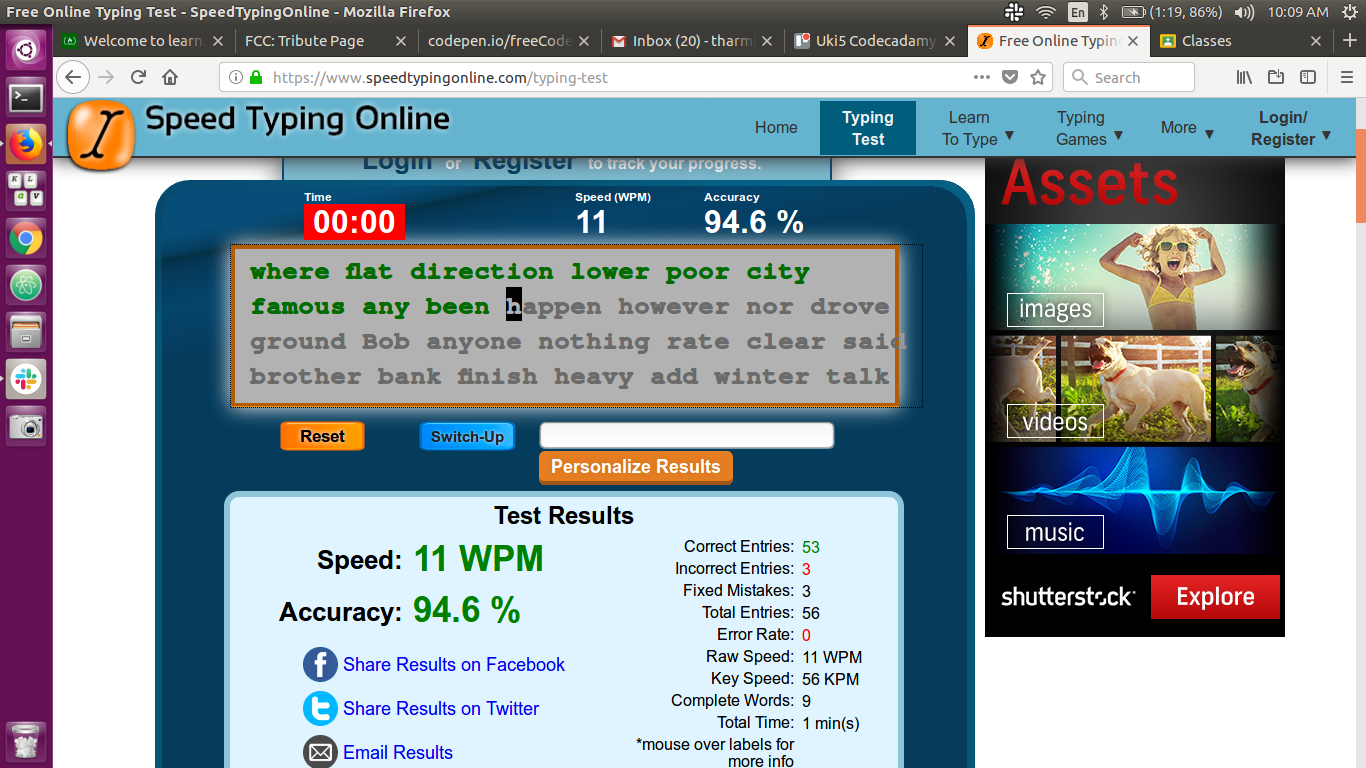 Free Online Typing Test - SpeedTypingOnline - Mozilla Firefox
En
(1:19, 86%)
10:09 AM
Welcome to learn.
FCC: Tribute Page
codepen.io/freeCode
Inbox (20) - tharmi
Uki5 Codecadamy
Free Online Typing
Classes
https://www.speedtypingonline.com/typing-test
Search
Speed Typing Online
Home
Typing Test
Learn To Type
Typing Games
More
Login/ Register
Login or Register to track your progress.
Time
Speed (WPM)
Accuracy
00:00
11
94.6 %
where flat direction lower poor city
famous any been happen however nor drove
ground Bob anyone nothing rate clear said
brother bank finish heavy add winter talk
Reset
Switch-Up
Personalize Results
Test Results
Speed: 11 WPM
Accuracy: 94.6 %
Share Results on Facebook
Share Results on Twitter
Email Results
Correct Entries: 53
Incorrect Entries: 3
Fixed Mistakes: 3
Total Entries: 56
Error Rate: 0
Raw Speed: 11 WPM
Key Speed: 56 KPM
Complete Words: 9
Total Time: 1 min(s)
*mouse over labels for
more info
Assets
images
videos
music
shutterstock
Explore